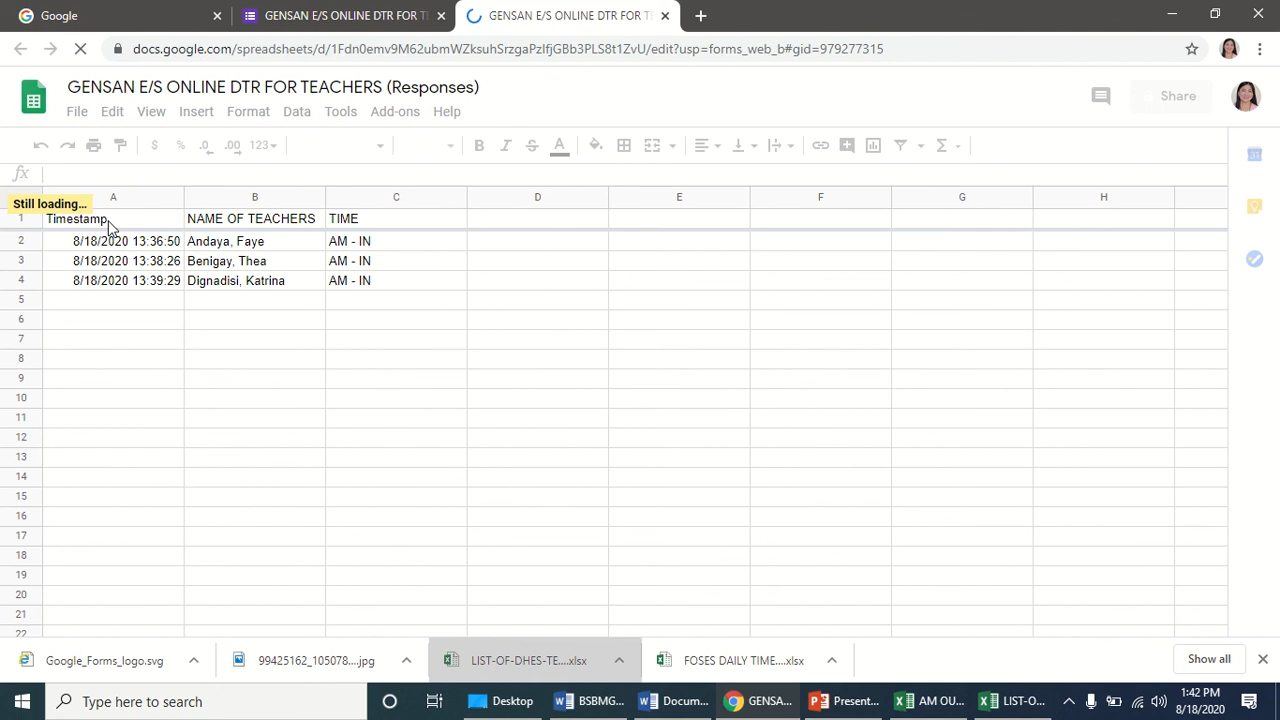 Google
GENSAN E/S ONLINE DTR FOR T
GENSAN E/S ONLINE DTR FOR T
docs.google.com/spreadsheets/d/1Fdn0emv9M62ubmWZksuhSrzgaPzIfjGBb3PLS8t1ZvU/edit?usp=forms_web_b#gid=979277315
GENSAN E/S ONLINE DTR FOR TEACHERS (Responses)
File Edit View Insert Format Data Tools Add-ons Help
Share
$ % .0 .00 123 B I S A Σ
fx
A B C D E F G H
Still loading...
1 Timestamp NAME OF TEACHERS TIME
2 8/18/2020 13:36:50 Andaya, Faye AM - IN
3 8/18/2020 13:38:26 Benigay, Thea AM - IN
4 8/18/2020 13:39:29 Dignadisi, Katrina AM - IN
5
6
7
8
9
10
11
12
13
14
15
16
17
18
19
20
21
22
Google_Forms_logo.svg
99425162_105078....jpg
LIST-OF-DHES-TE....xlsx
FOSES DAILY TIME....xlsx
Show all
Type here to search
Desktop
BSBMG...
Docum...
GENSA...
Present...
AM OU...
LIST-O...
1:42 PM
8/18/2020